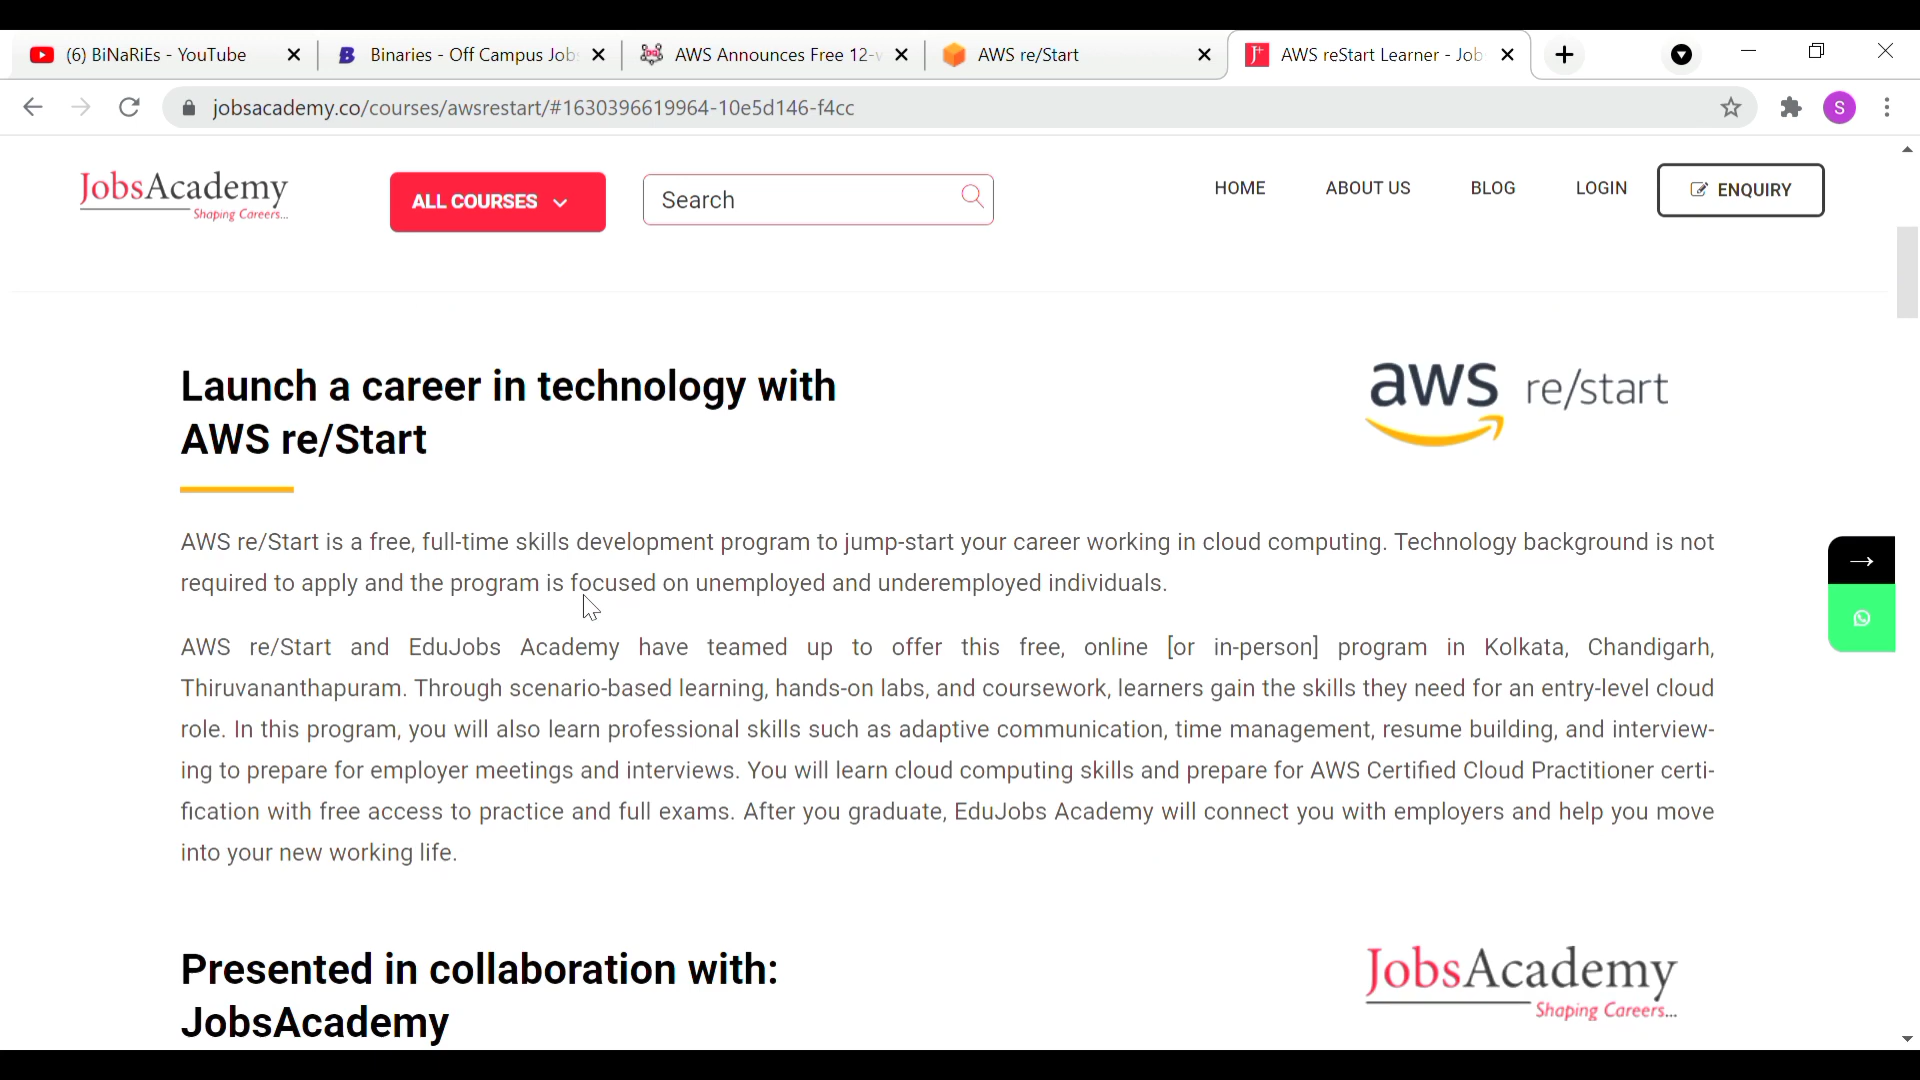 (6) BiNaRiEs - YouTube
Binaries - Off Campus Job
AWS Announces Free 12-
AWS re/Start
AWS reStart Learner - Job
jobsacademy.co/courses/awsrestart/#1630396619964-10e5d146-f4cc
S
JobsAcademy
Shaping Careers...
ALL COURSES
Search
HOME
ABOUT US
BLOG
LOGIN
ENQUIRY
Launch a career in technology with
AWS re/Start
aws re/start
AWS re/Start is a free, full-time skills development program to jump-start your career working in cloud computing. Technology background is not
required to apply and the program is focused on unemployed and underemployed individuals.
AWS re/Start and EduJobs Academy have teamed up to offer this free, online [or in-person] program in Kolkata, Chandigarh,
Thiruvananthapuram. Through scenario-based learning, hands-on labs, and coursework, learners gain the skills they need for an entry-level cloud
role. In this program, you will also learn professional skills such as adaptive communication, time management, resume building, and interview-
ing to prepare for employer meetings and interviews. You will learn cloud computing skills and prepare for AWS Certified Cloud Practitioner certi-
fication with free access to practice and full exams. After you graduate, EduJobs Academy will connect you with employers and help you move
into your new working life.
Presented in collaboration with:
JobsAcademy
JobsAcademy
Shaping Careers...